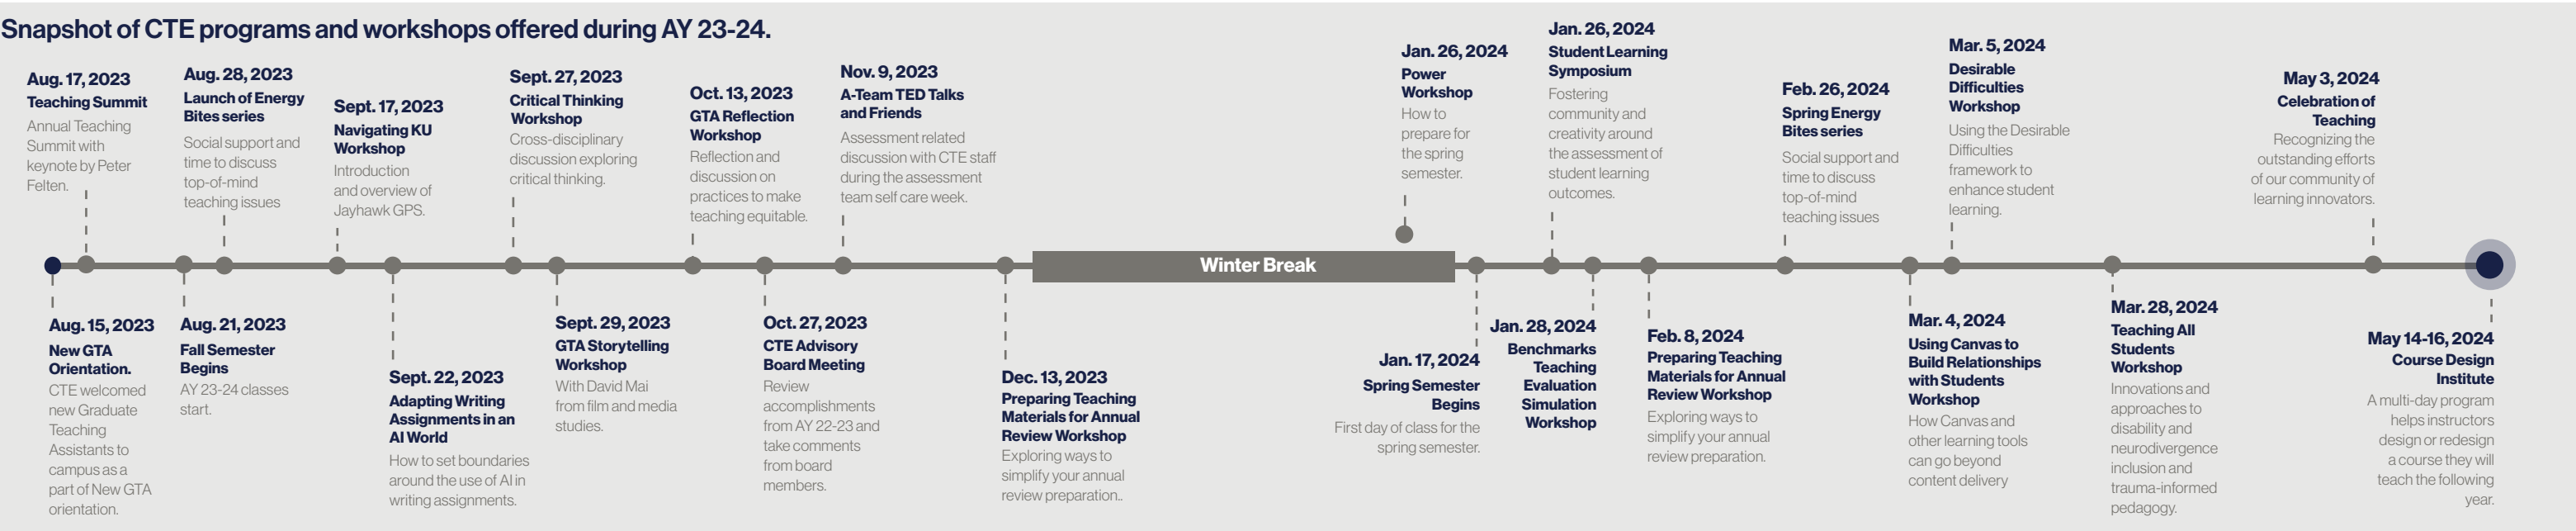 Snapshot of CTE programs and workshops offered during AY 23-24.
Aug. 17, 2023
Teaching Summit
Annual Teaching
Summit with
keynote by Peter
Felten.
Aug. 28, 2023
Launch of Energy
Bites series
Social support and
time to discuss
top-of-mind
teaching issues
Sept. 17, 2023
Navigating KU
Workshop
Introduction
and overview of
Jayhawk GPS.
Sept. 27, 2023
Critical Thinking
Workshop
Cross-disciplinary
discussion exploring
critical thinking.
Oct. 13, 2023
GTA Reflection
Workshop
Reflection and
discussion on
practices to make
teaching equitable.
Nov. 9, 2023
A-Team TED Talks
and Friends
Assessment related
discussion with CTE staff
during the assessment
team self care week.
Jan. 26, 2024
Power
Workshop
How to
prepare for
the spring
semester.
Jan. 26, 2024
Student Learning
Symposium
Fostering
community and
creativity around
the assessment of
student learning
outcomes.
Feb. 26, 2024
Spring Energy
Bites series
Social support and
time to discuss
top-of-mind
teaching issues
Mar. 5, 2024
Desirable
Difficulties
Workshop
Using the Desirable
Difficulties
framework to
enhance student
learning.
May 3, 2024
Celebration of
Teaching
Recognizing the
outstanding efforts
of our community of
learning innovators.
Winter Break
Aug. 15, 2023
New GTA
Orientation.
CTE welcomed
new Graduate
Teaching
Assistants to
campus as a
part of New GTA
orientation.
Aug. 21, 2023
Fall Semester
Begins
AY 23-24 classes
start.
Sept. 22, 2023
Adapting Writing
Assignments in an
AI World
How to set boundaries
around the use of AI in
writing assignments.
Sept. 29, 2023
GTA Storytelling
Workshop
With David Mai
from film and media
studies.
Oct. 27, 2023
CTE Advisory
Board Meeting
Review
accomplishments
from AY 22-23 and
take comments
from board
members.
Dec. 13, 2023
Preparing Teaching
Materials for Annual
Review Workshop
Exploring ways to
simplify your annual
review preparation..
Jan. 17, 2024
Spring Semester
Begins
First day of class for the
spring semester.
Jan. 28, 2024
Benchmarks
Teaching
Evaluation
Simulation
Workshop
Feb. 8, 2024
Preparing Teaching
Materials for Annual
Review Workshop
Exploring ways to
simplify your annual
review preparation.
Mar. 4, 2024
Using Canvas to
Build Relationships
with Students
Workshop
How Canvas and
other learning tools
can go beyond
content delivery
Mar. 28, 2024
Teaching All
Students
Workshop
Innovations and
approaches to
disability and
neurodivergence
inclusion and
trauma-informed
pedagogy.
May 14-16, 2024
Course Design
Institute
A multi-day program
helps instructors
design or redesign
a course they will
teach the following
year.